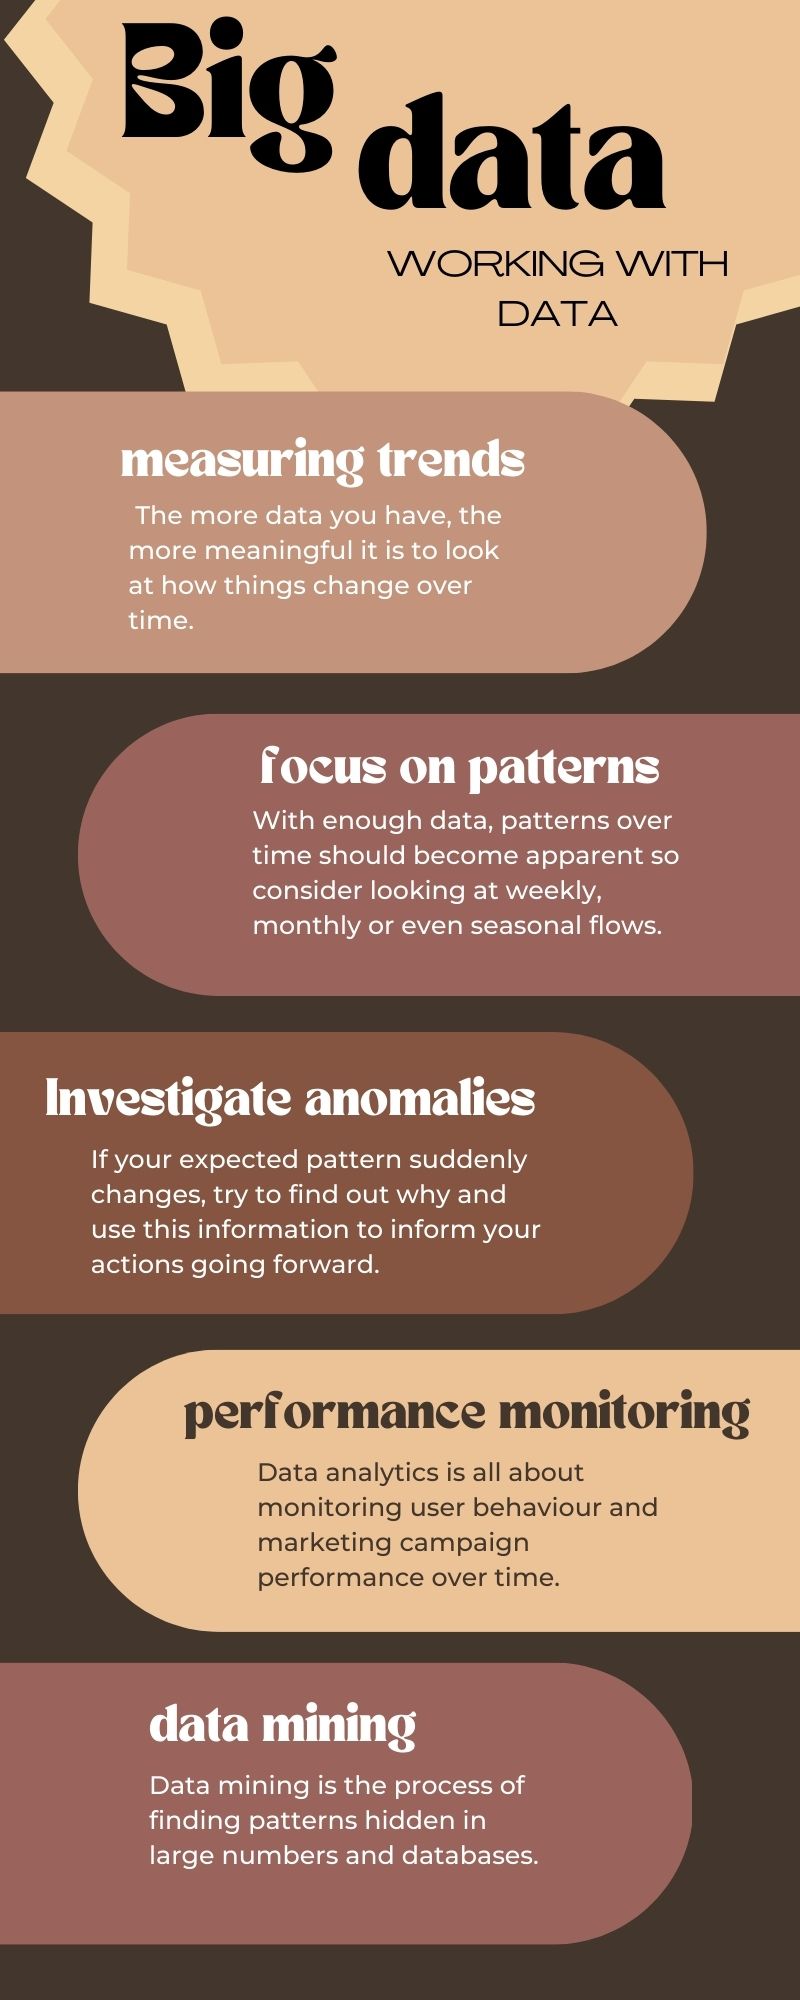 Big
data
WORKING WITH
DATA
measuring trends
The more data you have, the
more meaningful it is to look
at how things change over
time.
focus on patterns
With enough data, patterns over
time should become apparent so
consider looking at weekly,
monthly or even seasonal flows.
Investigate anomalies
If your expected pattern suddenly
changes, try to find out why and
use this information to inform your
actions going forward.
performance monitoring
Data analytics is all about
monitoring user behaviour and
marketing campaign
performance over time.
data mining
Data mining is the process of
finding patterns hidden in
large numbers and databases.